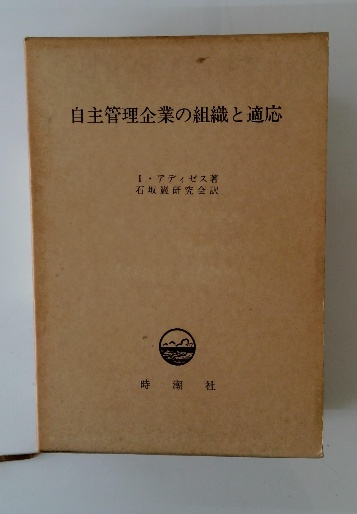 自主管理企業の組織と適応
I・アディゼス著
石坂巌研究会訳
時潮社